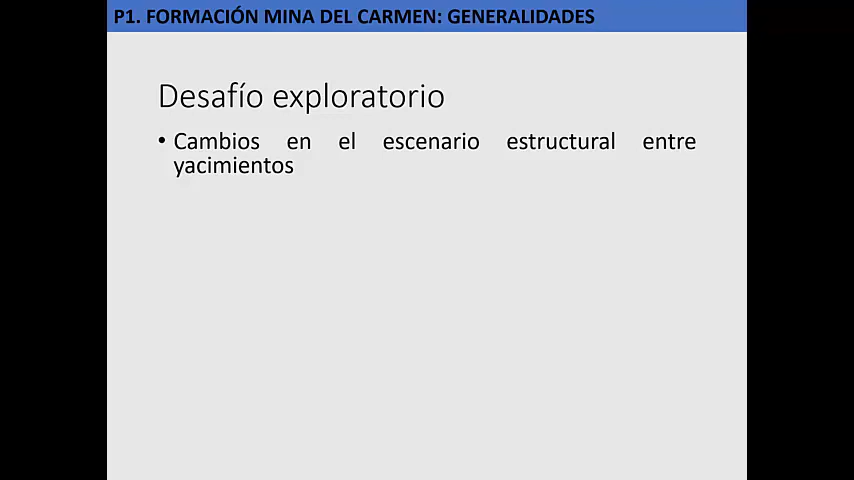 P1. FORMACIÓN MINA DEL CARMEN: GENERALIDADES
Desafío exploratorio
• Cambios en el escenario estructural entre
yacimientos